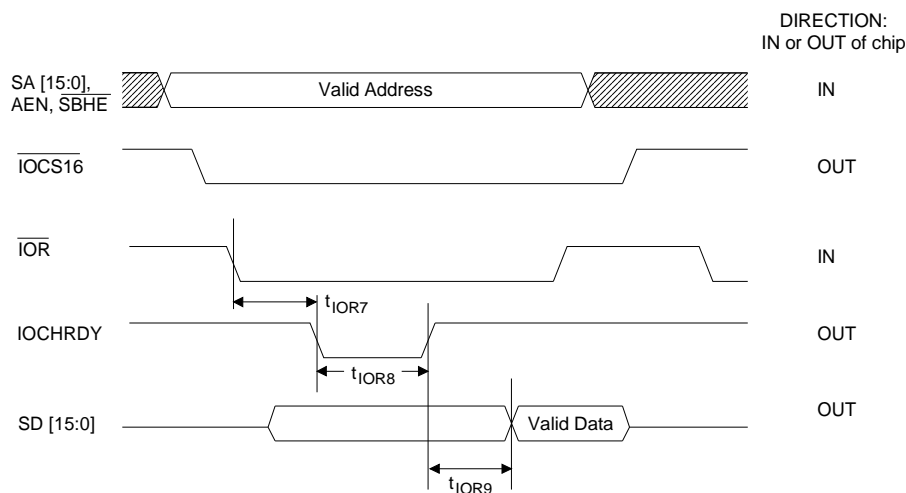 DIRECTION:
IN or OUT of chip
SA [15:0],
AEN, SBHE
Valid Address
IN
IOCS16
OUT
IOR
IN
tIOR7
IOCHRDY
OUT
tIOR8
SD [15:0]
Valid Data
OUT
tIOR9